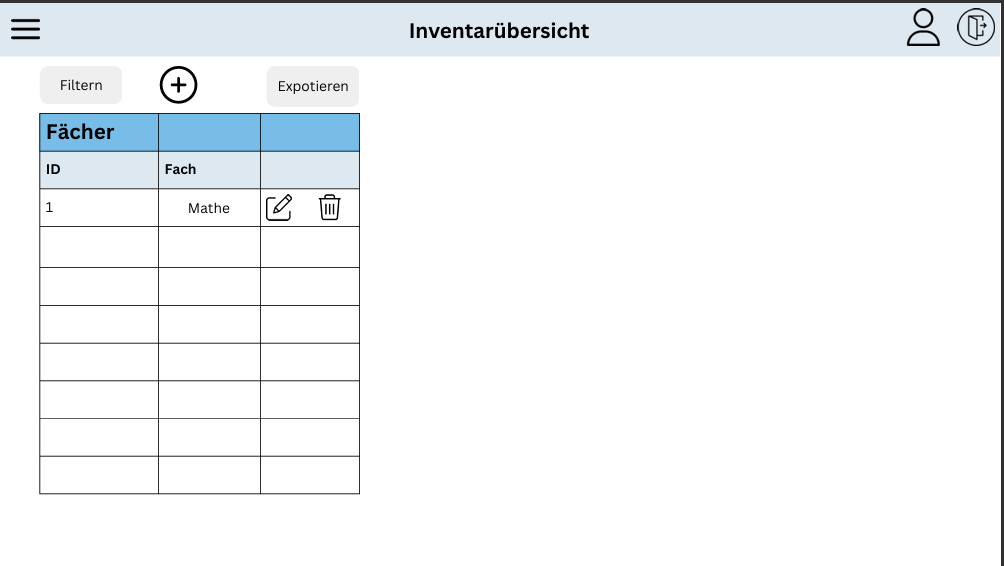 Inventarübersicht
Filtern
Expotieren
Fächer
ID Fach
1 Mathe